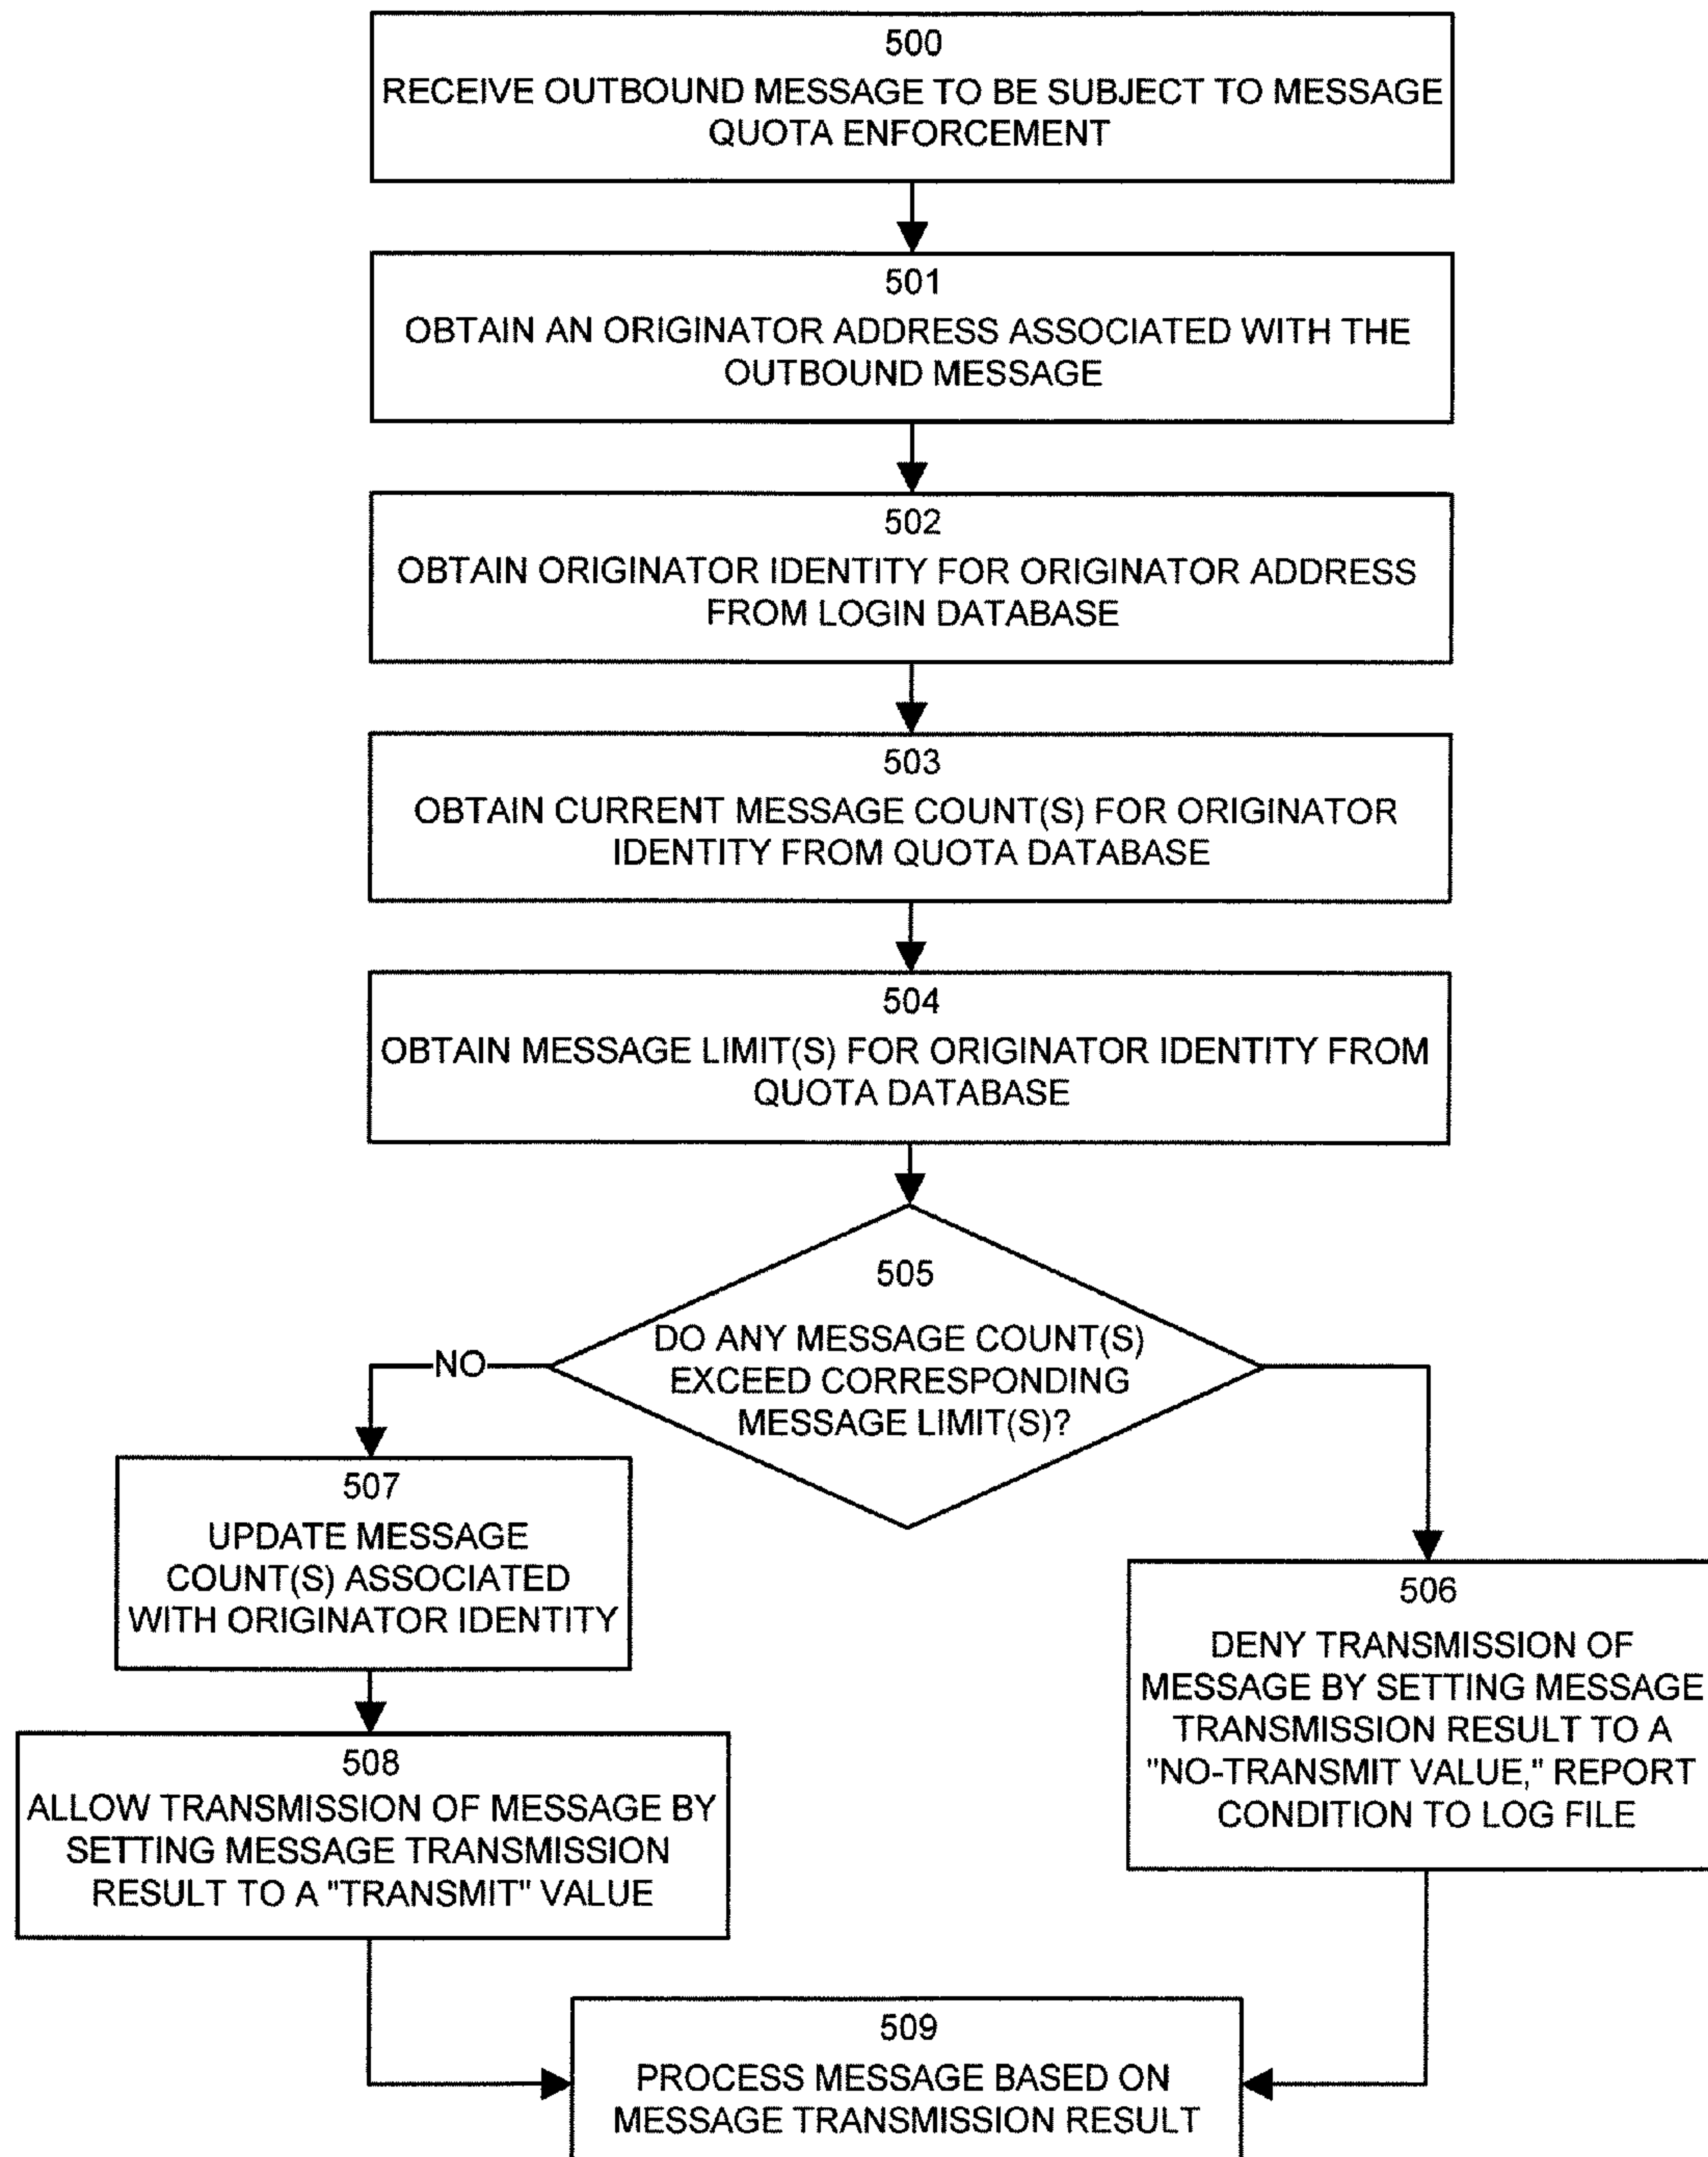 500
RECEIVE OUTBOUND MESSAGE TO BE SUBJECT TO MESSAGE
QUOTA ENFORCEMENT
501
OBTAIN AN ORIGINATOR ADDRESS ASSOCIATED WITH THE
OUTBOUND MESSAGE
502
OBTAIN ORIGINATOR IDENTITY FOR ORIGINATOR ADDRESS
FROM LOGIN DATABASE
503
OBTAIN CURRENT MESSAGE COUNT(S) FOR ORIGINATOR
IDENTITY FROM QUOTA DATABASE
504
OBTAIN MESSAGE LIMIT(S) FOR ORIGINATOR IDENTITY FROM
QUOTA DATABASE
505
DO ANY MESSAGE COUNT(S)
EXCEED CORRESPONDING
MESSAGE LIMIT(S)?
NO
507
UPDATE MESSAGE
COUNT(S) ASSOCIATED
WITH ORIGINATOR IDENTITY
506
DENY TRANSMISSION OF
MESSAGE BY SETTING MESSAGE
TRANSMISSION RESULT TO A
"NO-TRANSMIT VALUE," REPORT
CONDITION TO LOG FILE
508
ALLOW TRANSMISSION OF MESSAGE BY
SETTING MESSAGE TRANSMISSION
RESULT TO A "TRANSMIT" VALUE
509
PROCESS MESSAGE BASED ON
MESSAGE TRANSMISSION RESULT